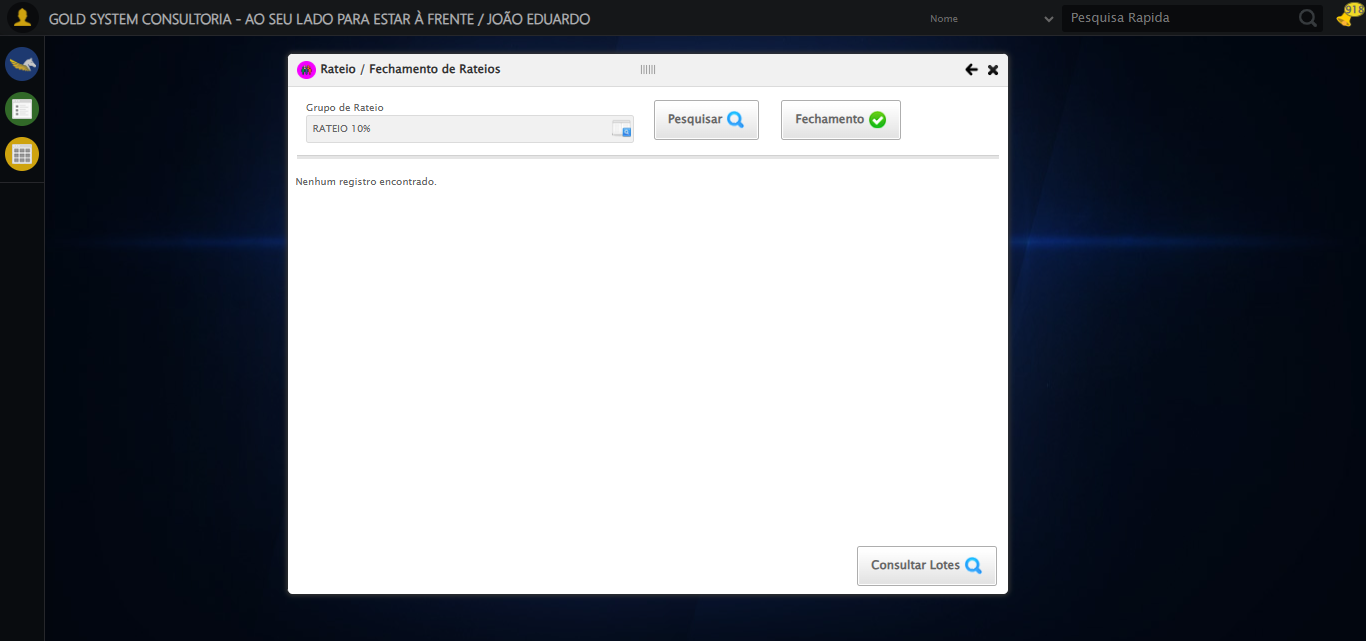 GOLD SYSTEM CONSULTORIA - AO SEU LADO PARA ESTAR À FRENTE / JOÃO EDUARDO
Nome
Pesquisa Rapida
918
Rateio / Fechamento de Rateios
Grupo de Rateio
RATEIO 10%
Pesquisar
Fechamento
Nenhum registro encontrado.
Consultar Lotes